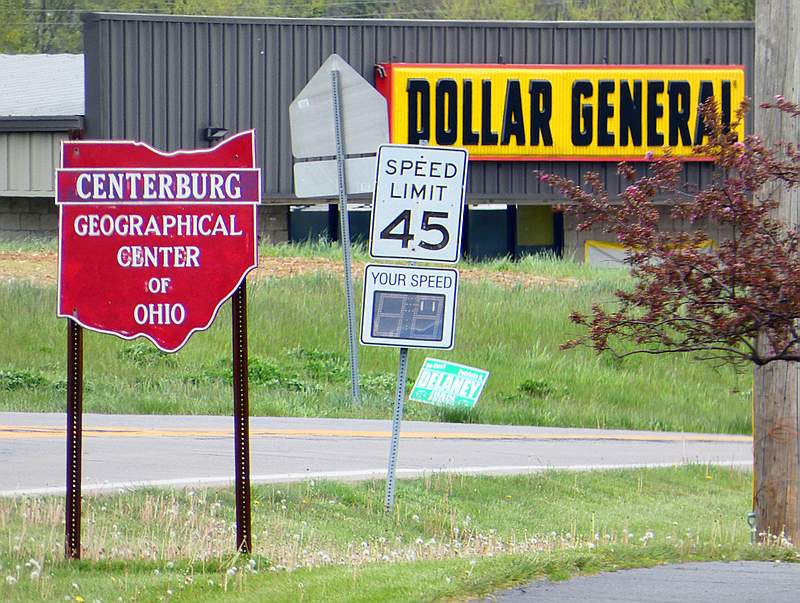 CENTERBURG
GEOGRAPHICAL
CENTER
OF
OHIO
DOLLAR GENERAL
SPEED
LIMIT
45
YOUR SPEED
DELANEY